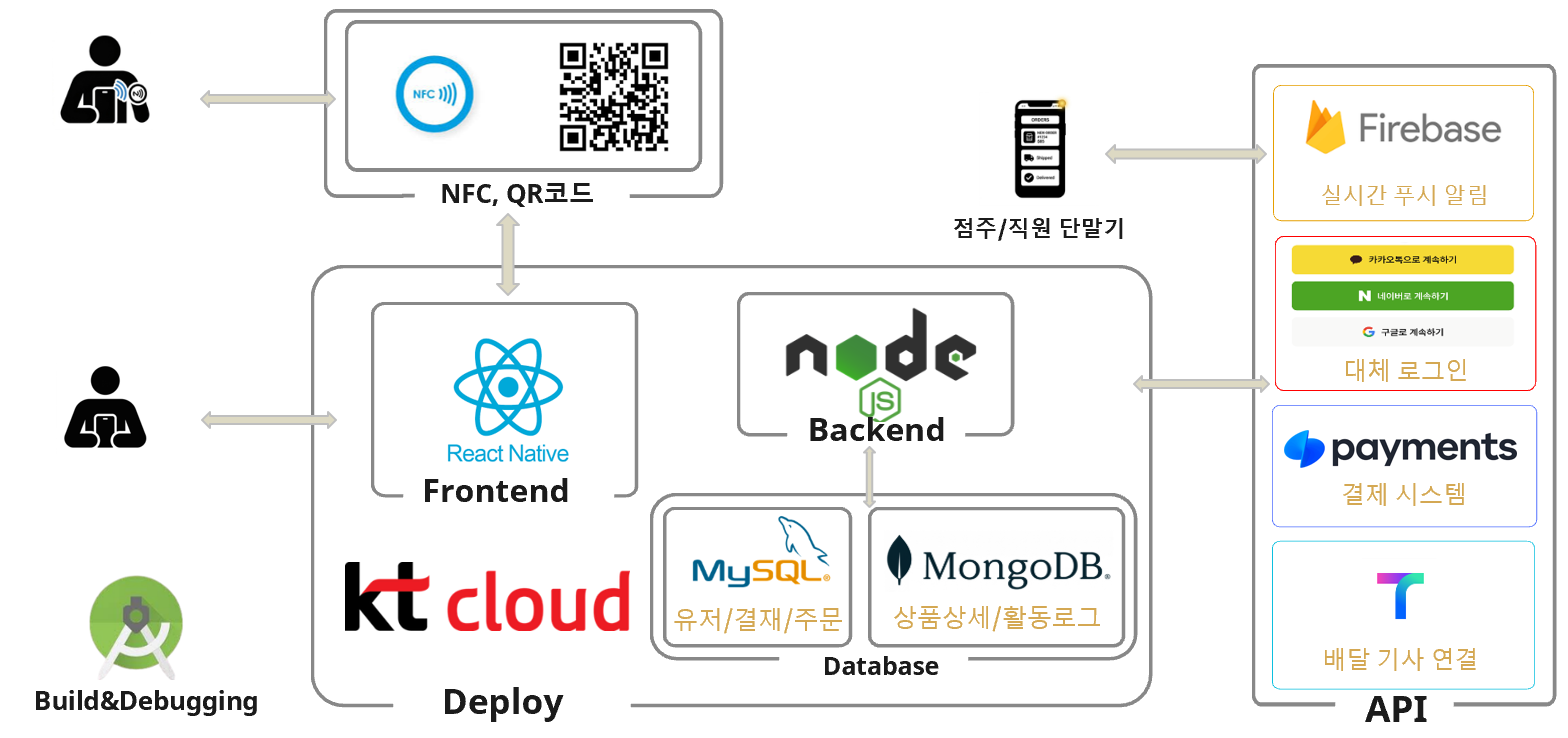 NFC
NFC, QR코드
ORDERS
Shipped
Delivered
점주/직원 단말기
Firebase
실시간 푸시 알림
카카오톡으로 계속하기
N 네이버로 계속하기
G 구글로 계속하기
대체 로그인
payments
결제 시스템
배달 기사 연결
API
React Native
Frontend
node
JS
Backend
MySQL®
유저/결재/주문
MongoDB®
상품상세/활동로그
Database
kt cloud
Deploy
Build&Debugging